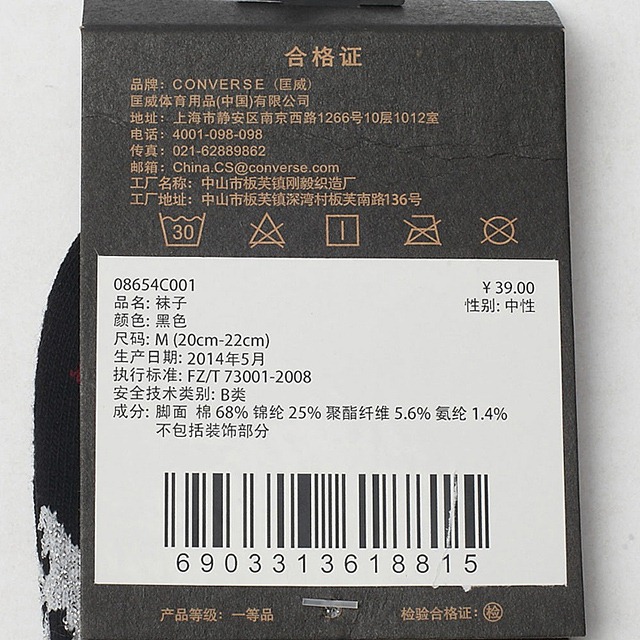 合格证
品牌：CONVERSE（匡威）
匡威体育用品(中国)有限公司
地址：上海市静安区南京西路1266号10层1012室
电话：4001-098-098
传真：021-62889862
邮箱：China.CS@converse.com
工厂名称：中山市板芙镇刚毅织造厂
工厂地址：中山市板芙镇深湾村板芙南路136号
30
08654C001 ￥39.00
品名: 袜子 性别: 中性
颜色: 黑色
尺码: M (20cm-22cm)
生产日期: 2014年5月
执行标准: FZ/T 73001-2008
安全技术类别: B类
成分: 脚面 棉 68% 锦纶 25% 聚酯纤维 5.6% 氨纶 1.4%
不包括装饰部分
6903313618815
产品等级：一等品 检验合格证：检